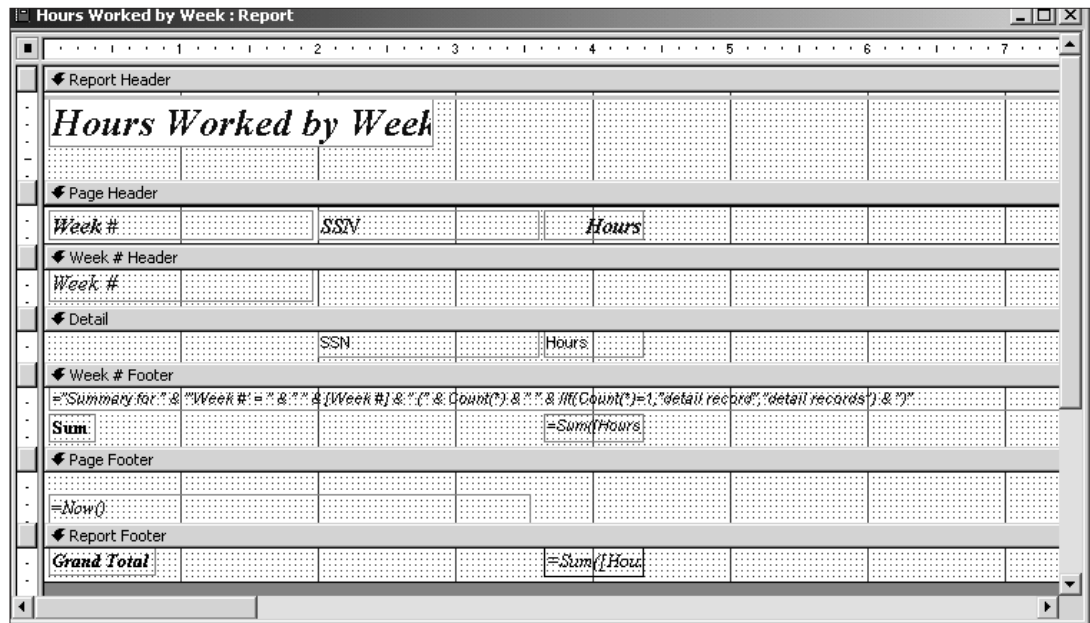 Hours Worked by Week : Report
1 2 3 4 5 6 7
Report Header
Hours Worked by Week
Page Header
Week # SSN Hours
Week # Header
Week #
Detail
SSN Hours
Week # Footer
="Summary for " & "'Week #' = " & " " & [Week #] & " (" & Count(*) & " " & IIf(Count(*)=1,"detail record","detail records") & ")"
Sum =Sum([Hours
Page Footer
=Now()
Report Footer
Grand Total =Sum([Hou